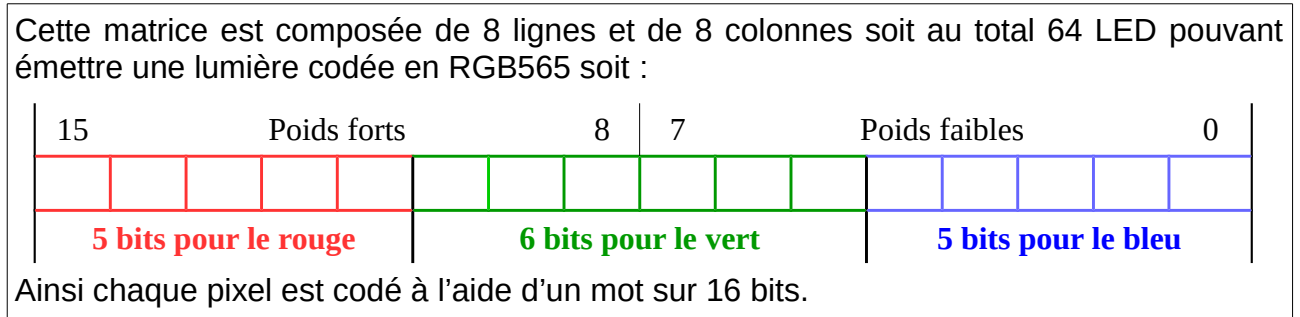 Cette matrice est composée de 8 lignes et de 8 colonnes soit au total 64 LED pouvant
émettre une lumière codée en RGB565 soit :
15 Poids forts 8 7 Poids faibles 0
5 bits pour le rouge 6 bits pour le vert 5 bits pour le bleu
Ainsi chaque pixel est codé à l’aide d’un mot sur 16 bits.